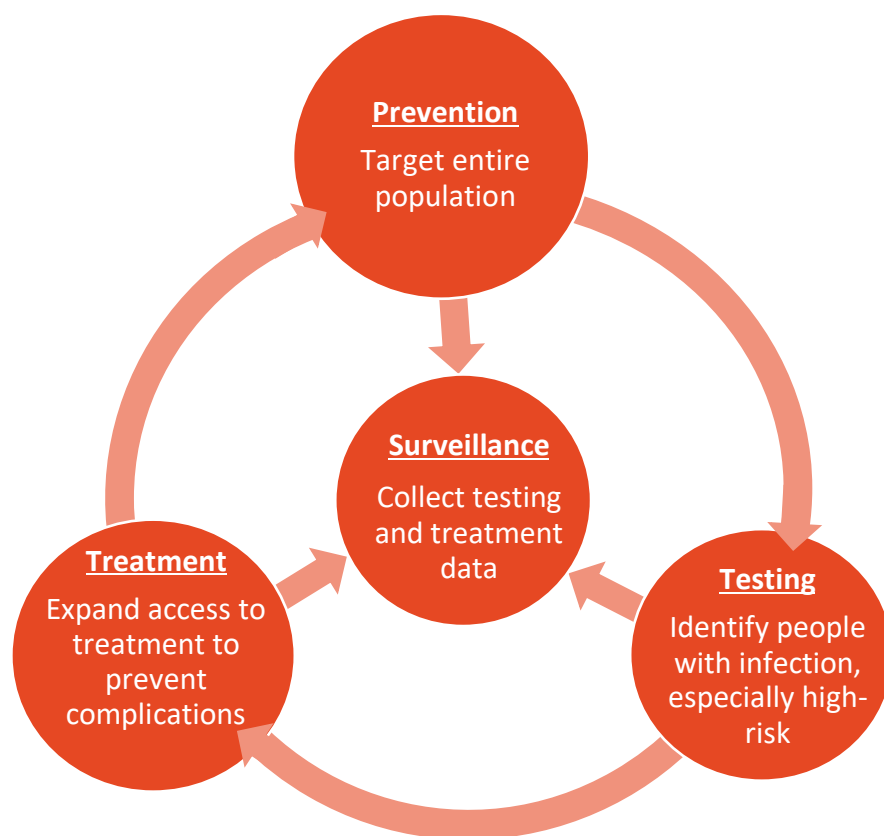 Prevention
Target entire
population
Surveillance
Collect testing
and treatment
data
Treatment
Expand access to
treatment to
prevent
complications
Testing
Identify people
with infection,
especially high-
risk